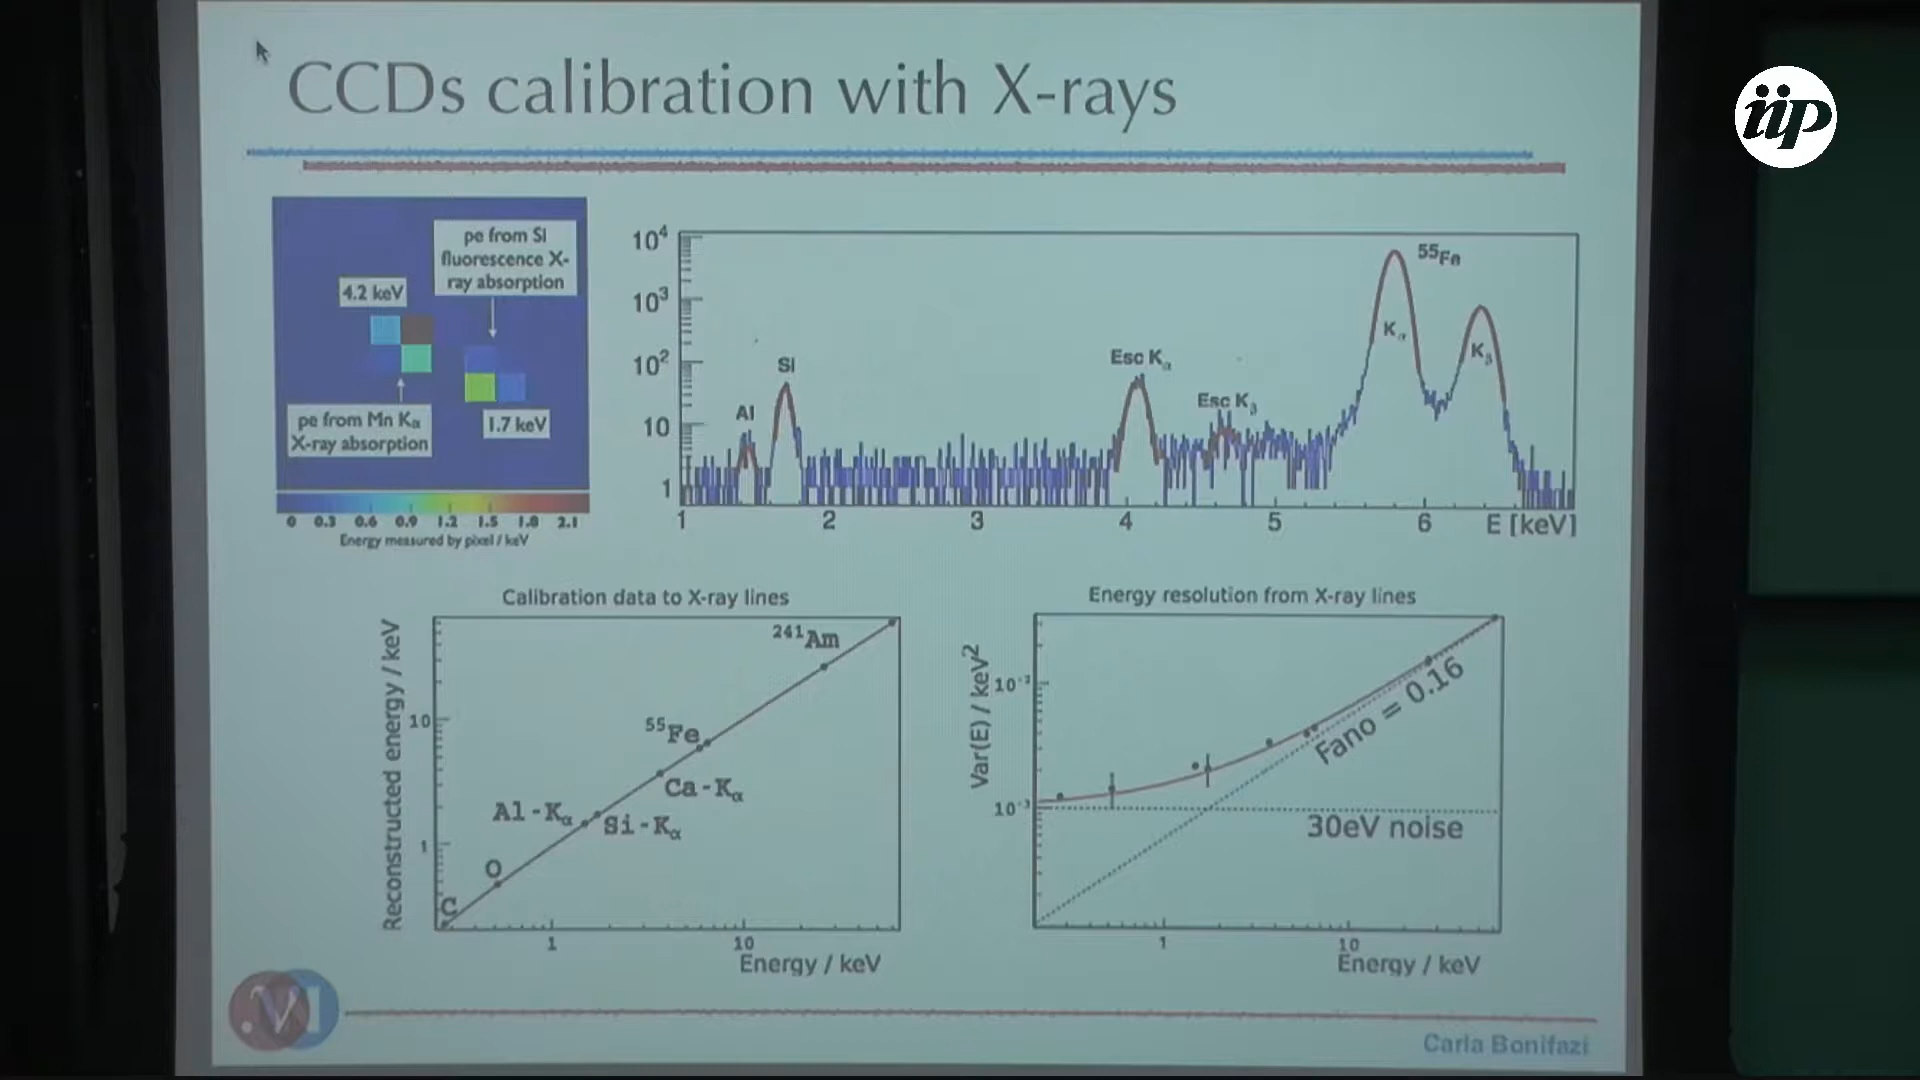 CCDs calibration with X-rays
iip
pe from Si
fluorescence X-
ray absorption
4.2 keV
pe from Mn Kα
X-ray absorption
1.7 keV
0 0.3 0.6 0.9 1.2 1.5 1.8 2.1
Energy measured by pixel / keV
10⁴
10³
10²
10
1
Al
Si
Esc Kα
Esc Kβ
⁵⁵Fe
Kα
Kβ
1 2 3 4 5 6 E [keV]
Calibration data to X-ray lines
Reconstructed energy / keV
10
1
²⁴¹Am
⁵⁵Fe
Ca-Kα
Al-Kα
Si-Kα
O
C
1 10
Energy / keV
Energy resolution from X-ray lines
Var(E) / keV²
10⁻³
Fano = 0.16
30eV noise
1 10
Energy / keV
Carla Bonifazi